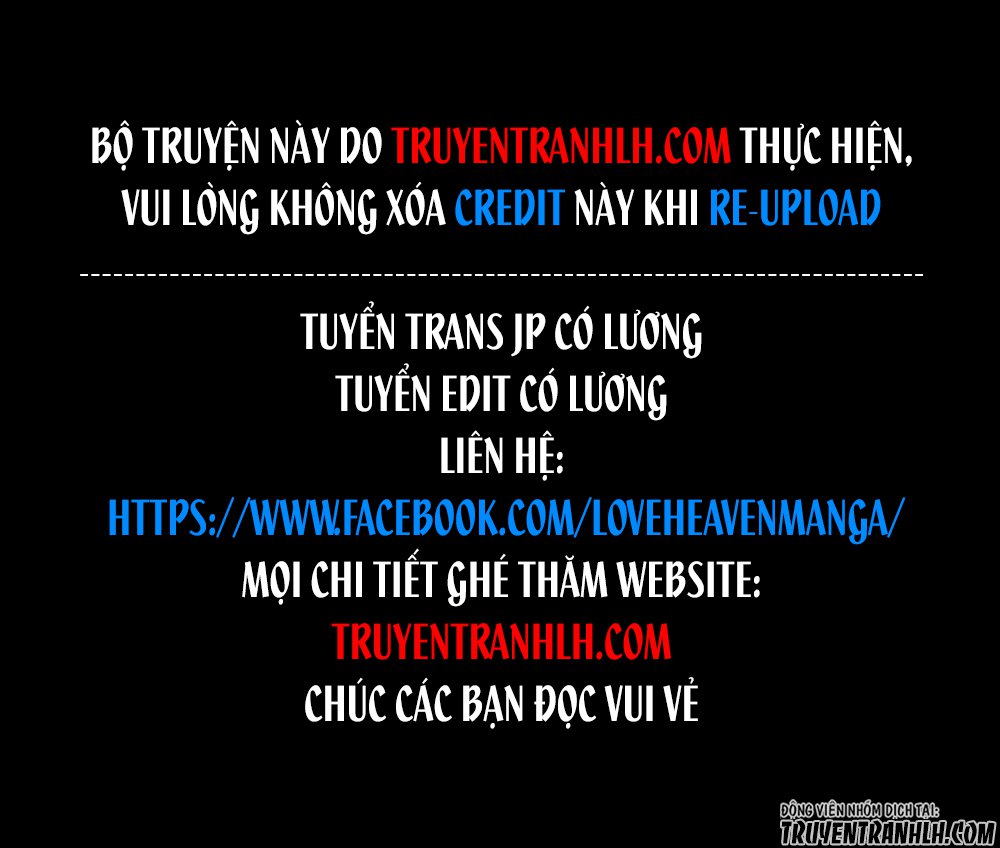 BỘ TRUYỆN NÀY DO TRUYENTRANHLH.COM THỰC HIỆN,
VUI LÒNG KHÔNG XÓA CREDIT NÀY KHI RE-UPLOAD
--------------------------------------------------------------------------
TUYỂN TRANS JP CÓ LƯƠNG
TUYỂN EDIT CÓ LƯƠNG
LIÊN HỆ:
HTTPS://WWW.FACEBOOK.COM/LOVEHEAVENMANGA/
MỌI CHI TIẾT GHÉ THĂM WEBSITE:
TRUYENTRANHLH.COM
CHÚC CÁC BẠN ĐỌC VUI VẺ
ĐỘNG VIÊN NHÓM DỊCH TẠI:
TRUYENTRANHLH.COM